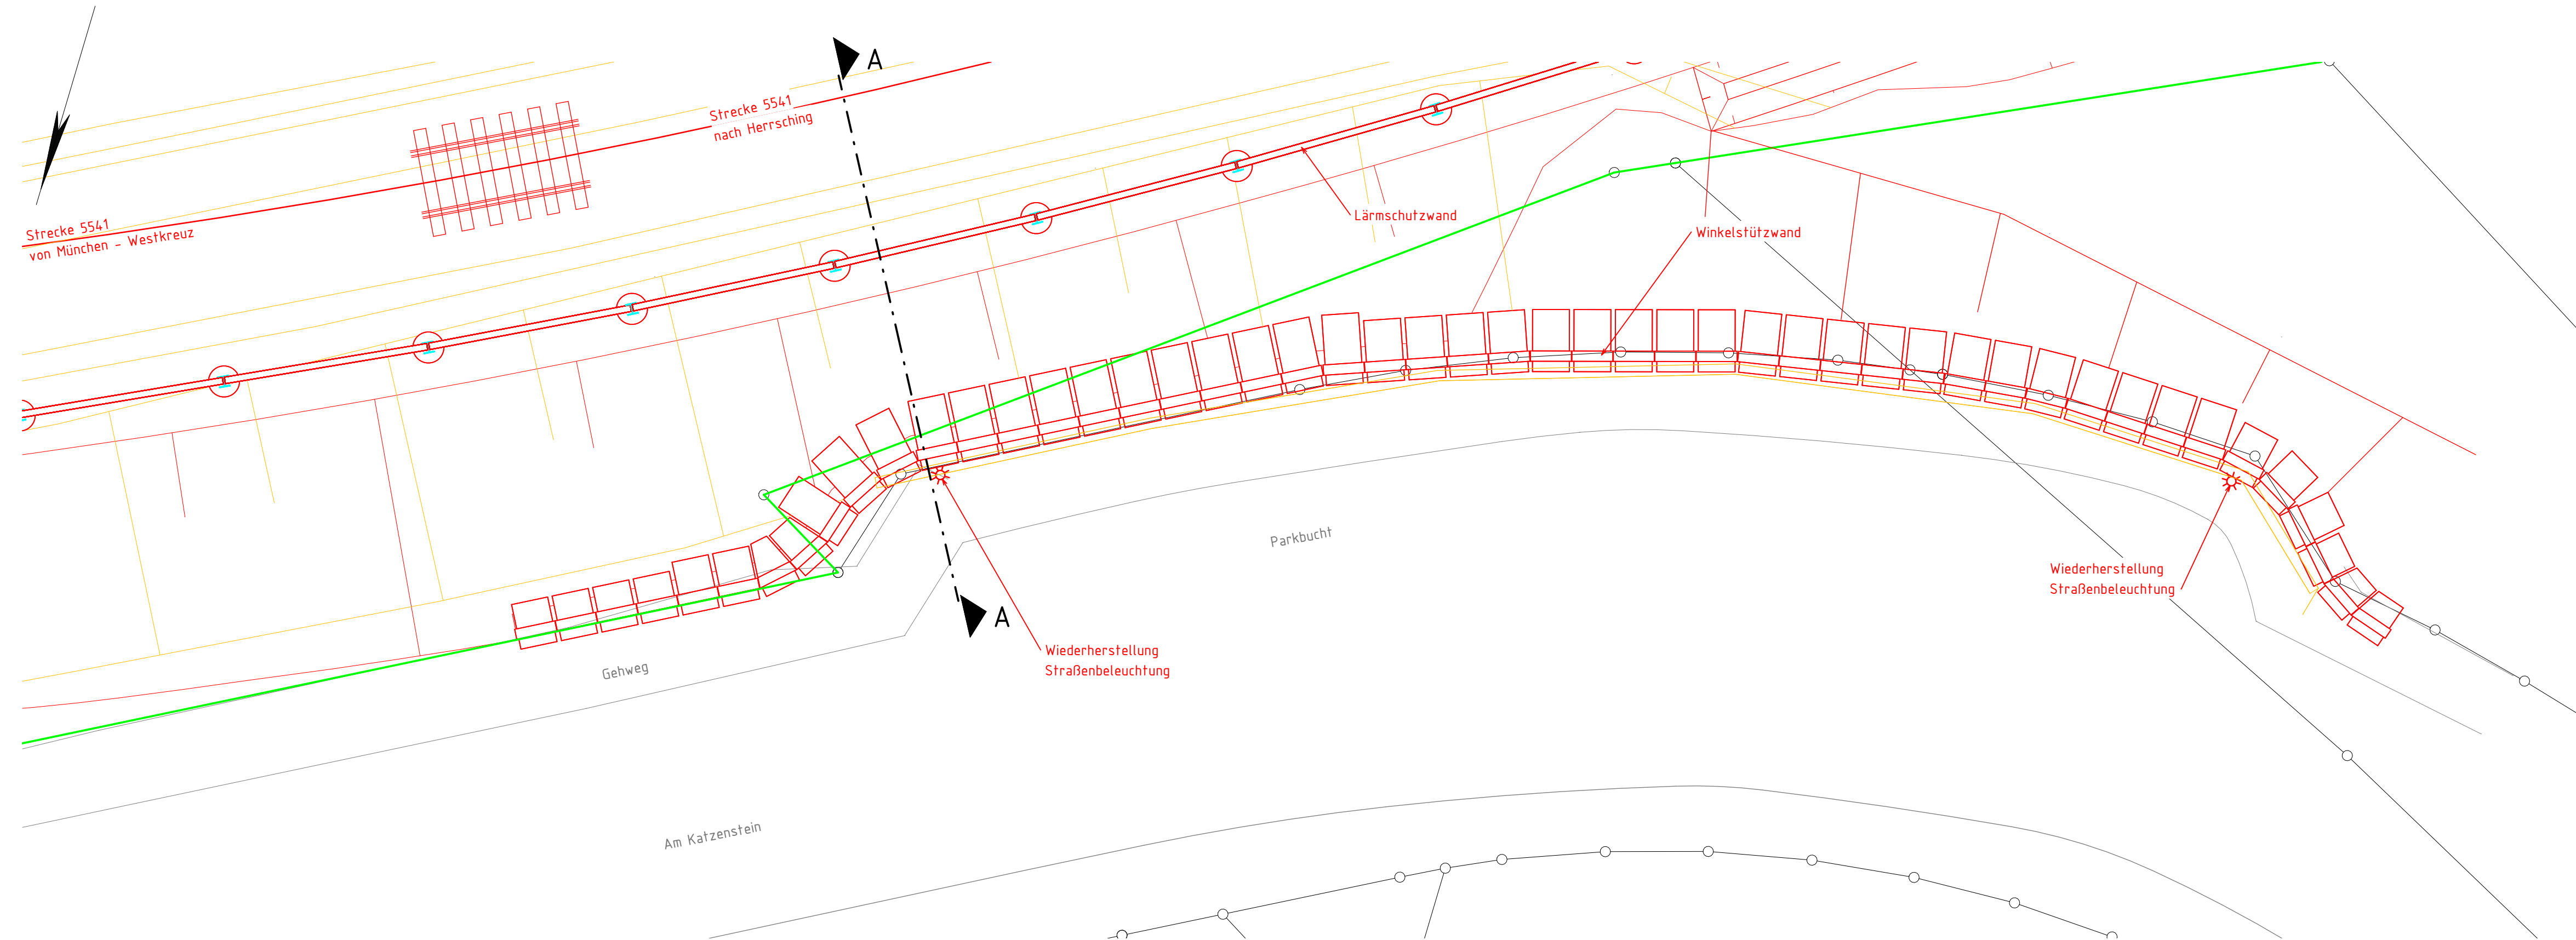 A
Strecke 5541
nach Herrsching
Strecke 5541
von München - Westkreuz
Lärmschutzwand
Winkelstützwand
Parkbucht
Wiederherstellung
Straßenbeleuchtung
A
Wiederherstellung
Straßenbeleuchtung
Gehweg
Am Katzenstein